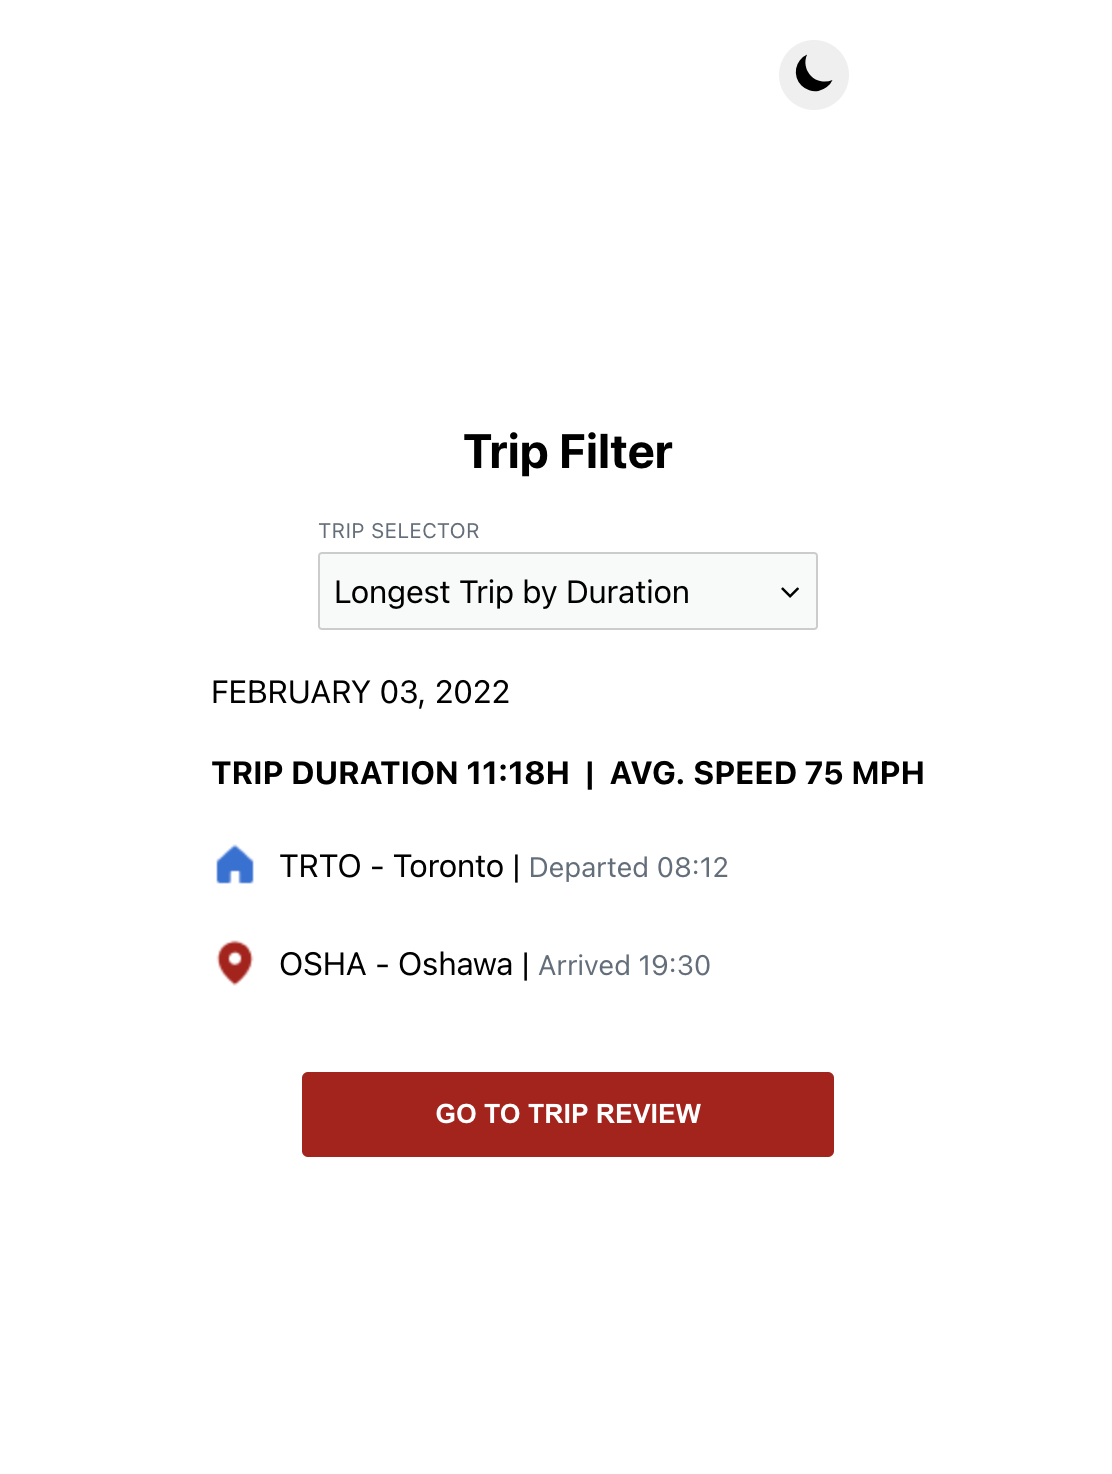 Trip Filter
TRIP SELECTOR
Longest Trip by Duration
FEBRUARY 03, 2022
TRIP DURATION 11:18H | AVG. SPEED 75 MPH
TRTO - Toronto | Departed 08:12
OSHA - Oshawa | Arrived 19:30
GO TO TRIP REVIEW